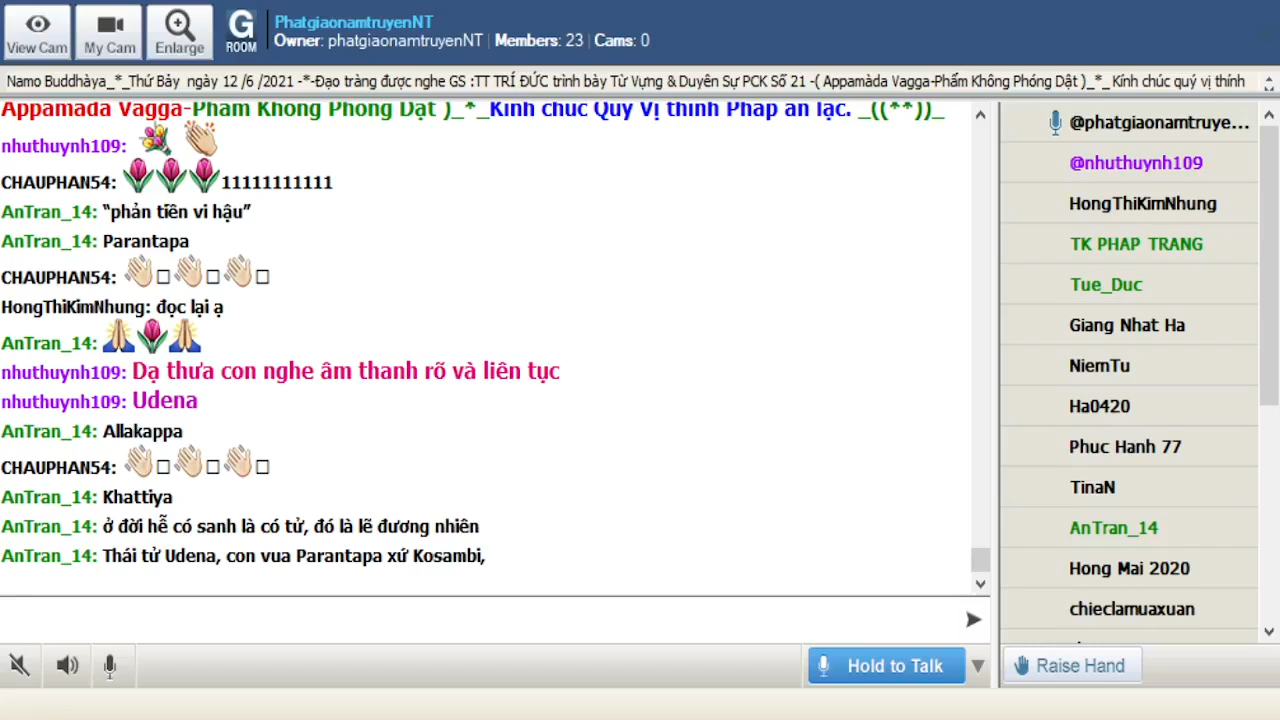 View Cam
My Cam
Enlarge
G
ROOM
PhatgiaonamtruyenNT
Owner: phatgiaonamtruyenNT | Members: 23 | Cams: 0
Namo Buddhàya_*_Thứ Bảy ngày 12 /6 /2021 -*-Đạo tràng được nghe GS :TT TRÍ ĐỨC trình bày Từ Vựng & Duyên Sự PCK Số 21 -( Appamàda Vagga-Phẩm Không Phóng Dật )_*_ Kính chúc quý vị thính
Appamàda Vagga-Phẩm Không Phóng Dật )_*_Kính chúc Quý Vị thính Pháp an lạc. _((**))_
nhuthuynh109:
CHAUPHAN54: 11111111111
AnTran_14: “phản tiền vi hậu”
AnTran_14: Parantapa
CHAUPHAN54:
HongThiKimNhung: đọc lại ạ
AnTran_14:
nhuthuynh109: Dạ thưa con nghe âm thanh rõ và liên tục
nhuthuynh109: Udena
AnTran_14: Allakappa
CHAUPHAN54:
AnTran_14: Khattiya
AnTran_14: ở đời hễ có sanh là có tử, đó là lẽ đương nhiên
AnTran_14: Thái tử Udena, con vua Parantapa xứ Kosambi,
@phatgiaonamtruye...
@nhuthuynh109
HongThiKimNhung
TK PHAP TRANG
Tue_Duc
Giang Nhat Ha
NiemTu
Ha0420
Phuc Hanh 77
TinaN
AnTran_14
Hong Mai 2020
chieclamuaxuan
Hold to Talk
Raise Hand